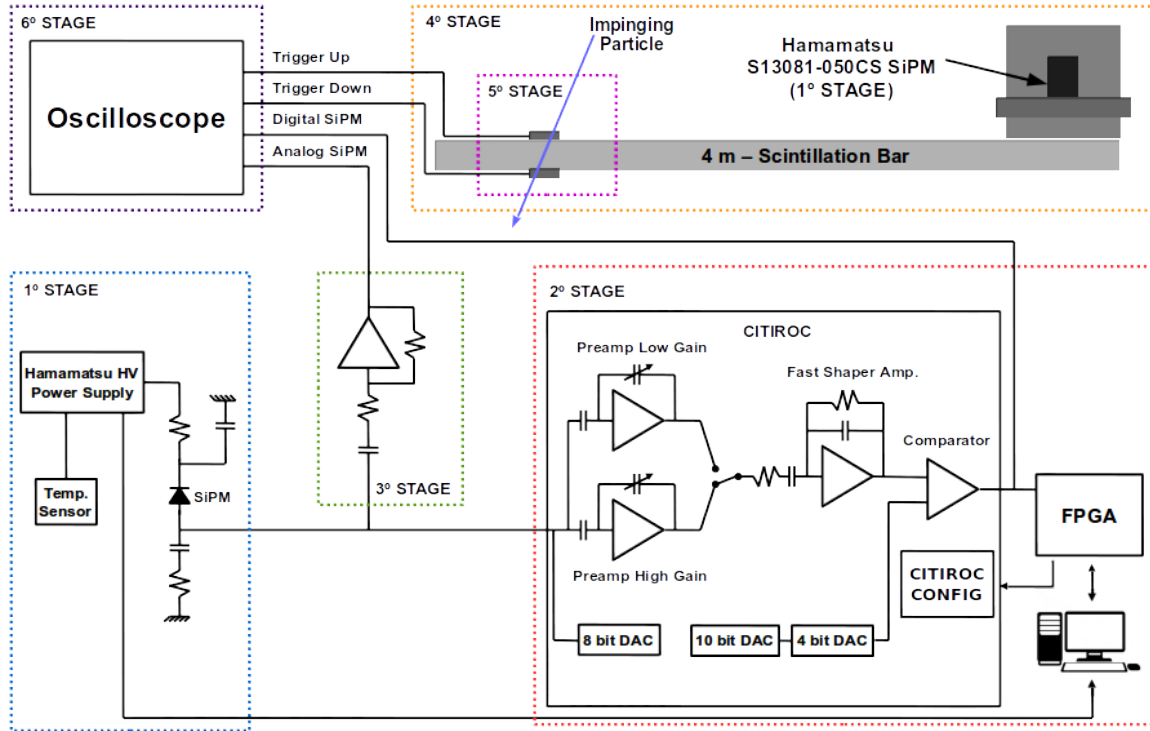 6º STAGE
Oscilloscope
Trigger Up
Trigger Down
Digital SiPM
Analog SiPM
4º STAGE
Impinging
Particle
5º STAGE
Hamamatsu
S13081-050CS SiPM
(1º STAGE)
4 m – Scintillation Bar
1º STAGE
Hamamatsu HV
Power Supply
Temp.
Sensor
SiPM
3º STAGE
2º STAGE
CITIROC
Preamp Low Gain
Fast Shaper Amp.
Comparator
Preamp High Gain
FPGA
CITIROC
CONFIG
8 bit DAC
10 bit DAC
4 bit DAC